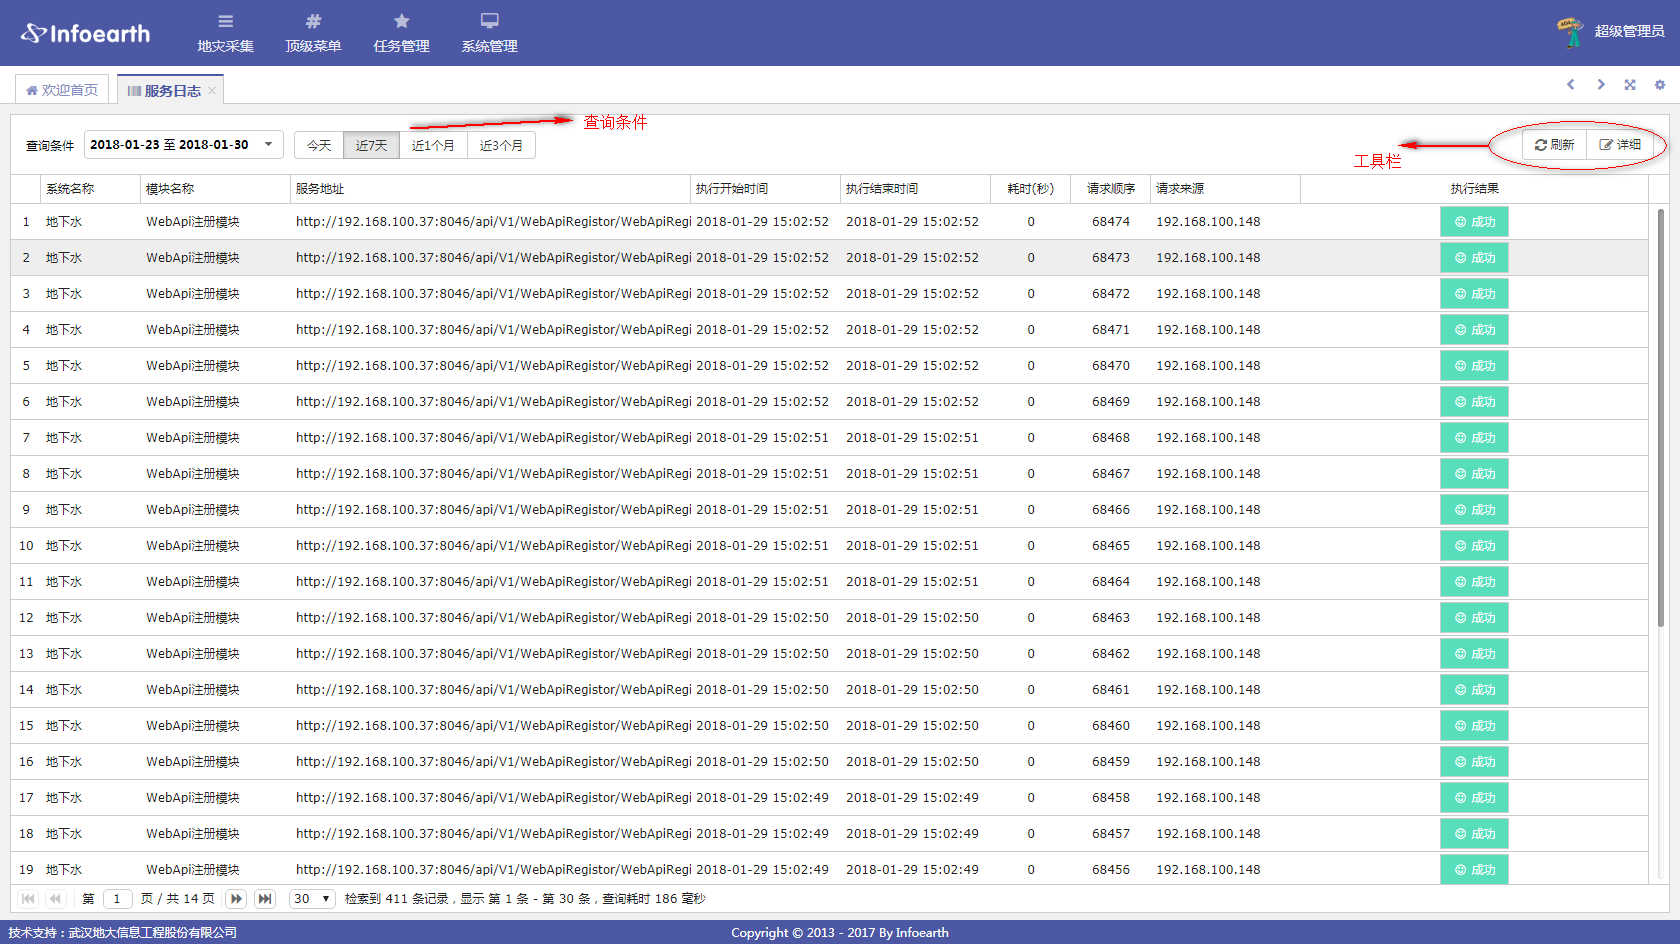 Infoearth
地灾采集 顶级菜单 任务管理 系统管理
超级管理员
欢迎首页 服务日志
查询条件 2018-01-23 至 2018-01-30 今天 近7天 近1个月 近3个月 查询条件
工具栏 刷新 详细
系统名称 模块名称 服务地址 执行开始时间 执行结束时间 耗时(秒) 请求顺序 请求来源 执行结果
1 地下水 WebApi注册模块 http://192.168.100.37:8046/api/V1/WebApiRegistor/WebApiRegi 2018-01-29 15:02:52 2018-01-29 15:02:52 0 68474 192.168.100.148 成功
2 地下水 WebApi注册模块 http://192.168.100.37:8046/api/V1/WebApiRegistor/WebApiRegi 2018-01-29 15:02:52 2018-01-29 15:02:52 0 68473 192.168.100.148 成功
3 地下水 WebApi注册模块 http://192.168.100.37:8046/api/V1/WebApiRegistor/WebApiRegi 2018-01-29 15:02:52 2018-01-29 15:02:52 0 68472 192.168.100.148 成功
4 地下水 WebApi注册模块 http://192.168.100.37:8046/api/V1/WebApiRegistor/WebApiRegi 2018-01-29 15:02:52 2018-01-29 15:02:52 0 68471 192.168.100.148 成功
5 地下水 WebApi注册模块 http://192.168.100.37:8046/api/V1/WebApiRegistor/WebApiRegi 2018-01-29 15:02:52 2018-01-29 15:02:52 0 68470 192.168.100.148 成功
6 地下水 WebApi注册模块 http://192.168.100.37:8046/api/V1/WebApiRegistor/WebApiRegi 2018-01-29 15:02:52 2018-01-29 15:02:52 0 68469 192.168.100.148 成功
7 地下水 WebApi注册模块 http://192.168.100.37:8046/api/V1/WebApiRegistor/WebApiRegi 2018-01-29 15:02:51 2018-01-29 15:02:51 0 68468 192.168.100.148 成功
8 地下水 WebApi注册模块 http://192.168.100.37:8046/api/V1/WebApiRegistor/WebApiRegi 2018-01-29 15:02:51 2018-01-29 15:02:51 0 68467 192.168.100.148 成功
9 地下水 WebApi注册模块 http://192.168.100.37:8046/api/V1/WebApiRegistor/WebApiRegi 2018-01-29 15:02:51 2018-01-29 15:02:51 0 68466 192.168.100.148 成功
10 地下水 WebApi注册模块 http://192.168.100.37:8046/api/V1/WebApiRegistor/WebApiRegi 2018-01-29 15:02:51 2018-01-29 15:02:51 0 68465 192.168.100.148 成功
11 地下水 WebApi注册模块 http://192.168.100.37:8046/api/V1/WebApiRegistor/WebApiRegi 2018-01-29 15:02:51 2018-01-29 15:02:51 0 68464 192.168.100.148 成功
12 地下水 WebApi注册模块 http://192.168.100.37:8046/api/V1/WebApiRegistor/WebApiRegi 2018-01-29 15:02:50 2018-01-29 15:02:50 0 68463 192.168.100.148 成功
13 地下水 WebApi注册模块 http://192.168.100.37:8046/api/V1/WebApiRegistor/WebApiRegi 2018-01-29 15:02:50 2018-01-29 15:02:50 0 68462 192.168.100.148 成功
14 地下水 WebApi注册模块 http://192.168.100.37:8046/api/V1/WebApiRegistor/WebApiRegi 2018-01-29 15:02:50 2018-01-29 15:02:50 0 68461 192.168.100.148 成功
15 地下水 WebApi注册模块 http://192.168.100.37:8046/api/V1/WebApiRegistor/WebApiRegi 2018-01-29 15:02:50 2018-01-29 15:02:50 0 68460 192.168.100.148 成功
16 地下水 WebApi注册模块 http://192.168.100.37:8046/api/V1/WebApiRegistor/WebApiRegi 2018-01-29 15:02:50 2018-01-29 15:02:50 0 68459 192.168.100.148 成功
17 地下水 WebApi注册模块 http://192.168.100.37:8046/api/V1/WebApiRegistor/WebApiRegi 2018-01-29 15:02:49 2018-01-29 15:02:49 0 68458 192.168.100.148 成功
18 地下水 WebApi注册模块 http://192.168.100.37:8046/api/V1/WebApiRegistor/WebApiRegi 2018-01-29 15:02:49 2018-01-29 15:02:49 0 68457 192.168.100.148 成功
19 地下水 WebApi注册模块 http://192.168.100.37:8046/api/V1/WebApiRegistor/WebApiRegi 2018-01-29 15:02:49 2018-01-29 15:02:49 0 68456 192.168.100.148 成功
第 1 页 / 共 14 页 30 检索到 411 条记录，显示 第 1 条 - 第 30 条，查询耗时 186 毫秒
技术支持：武汉地大信息工程股份有限公司 Copyright © 2013 - 2017 By Infoearth